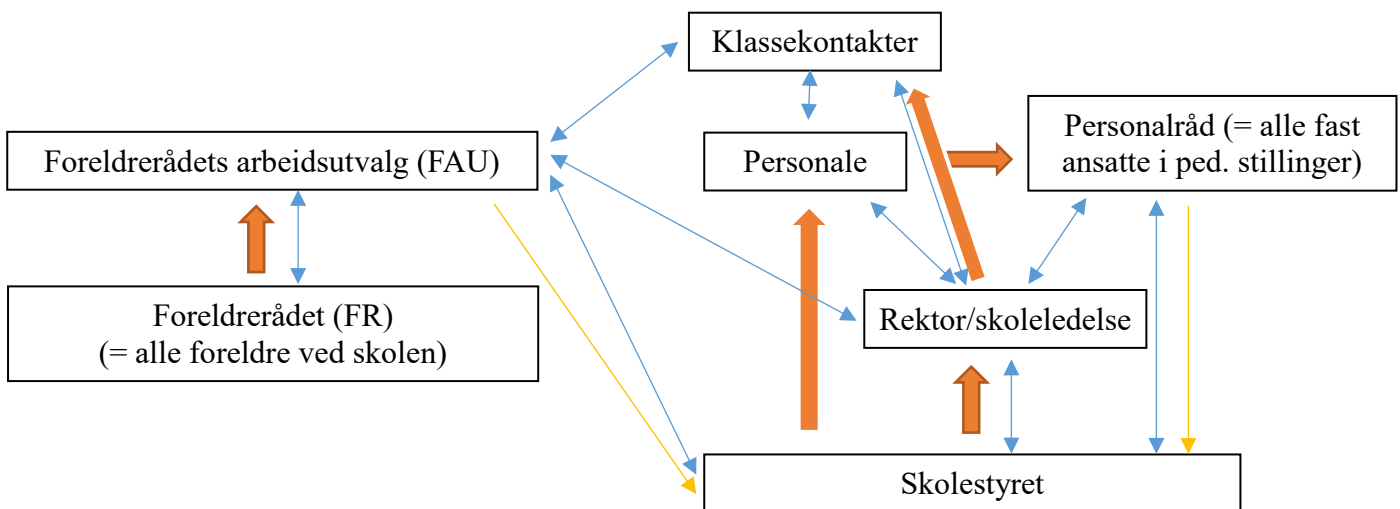 Klassekontakter
Foreldrerådets arbeidsutvalg (FAU)
Personale
Personalråd (= alle fast
ansatte i ped. stillinger)
Foreldrerådet (FR)
(= alle foreldre ved skolen)
Rektor/skoleledelse
Skolestyret